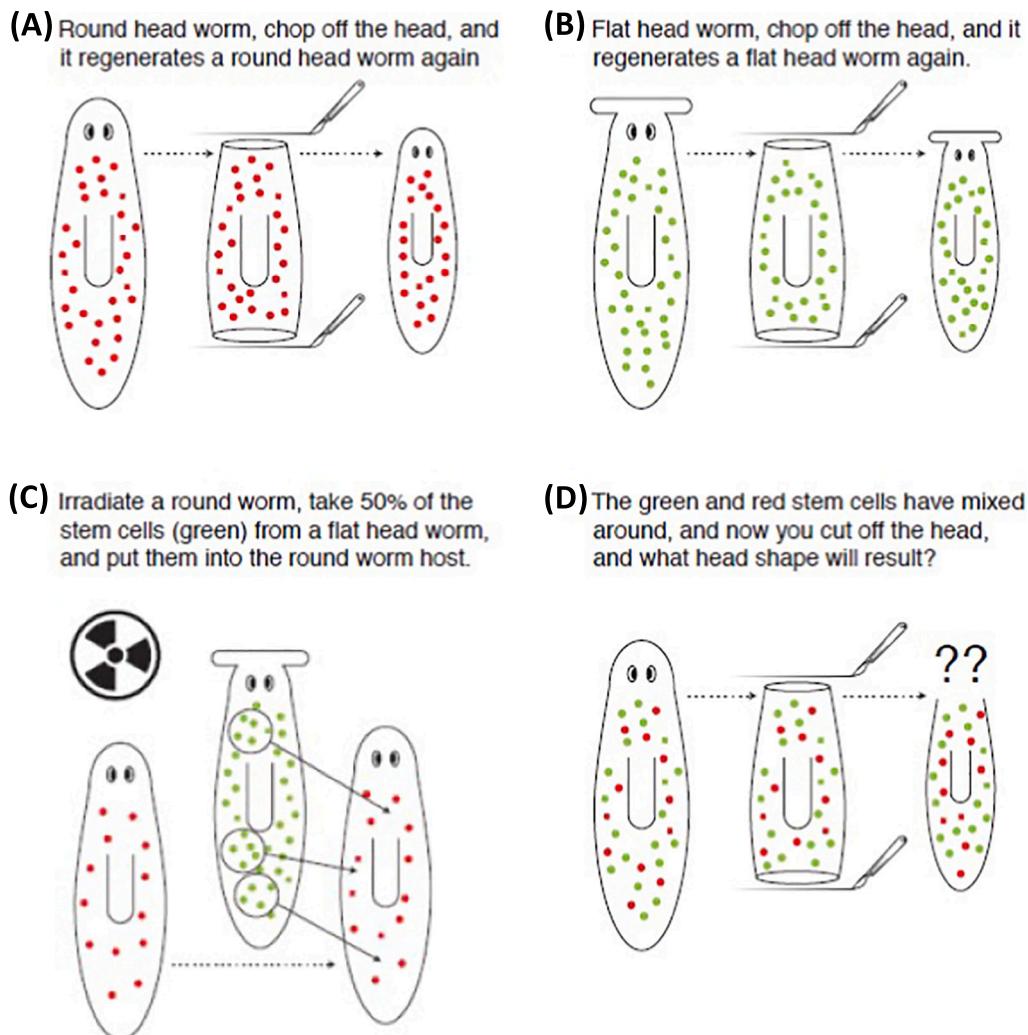 (A) Round head worm, chop off the head, and
it regenerates a round head worm again
(B) Flat head worm, chop off the head, and it
regenerates a flat head worm again.
(C) Irradiate a round worm, take 50% of the
stem cells (green) from a flat head worm,
and put them into the round worm host.
(D) The green and red stem cells have mixed
around, and now you cut off the head,
and what head shape will result?
??